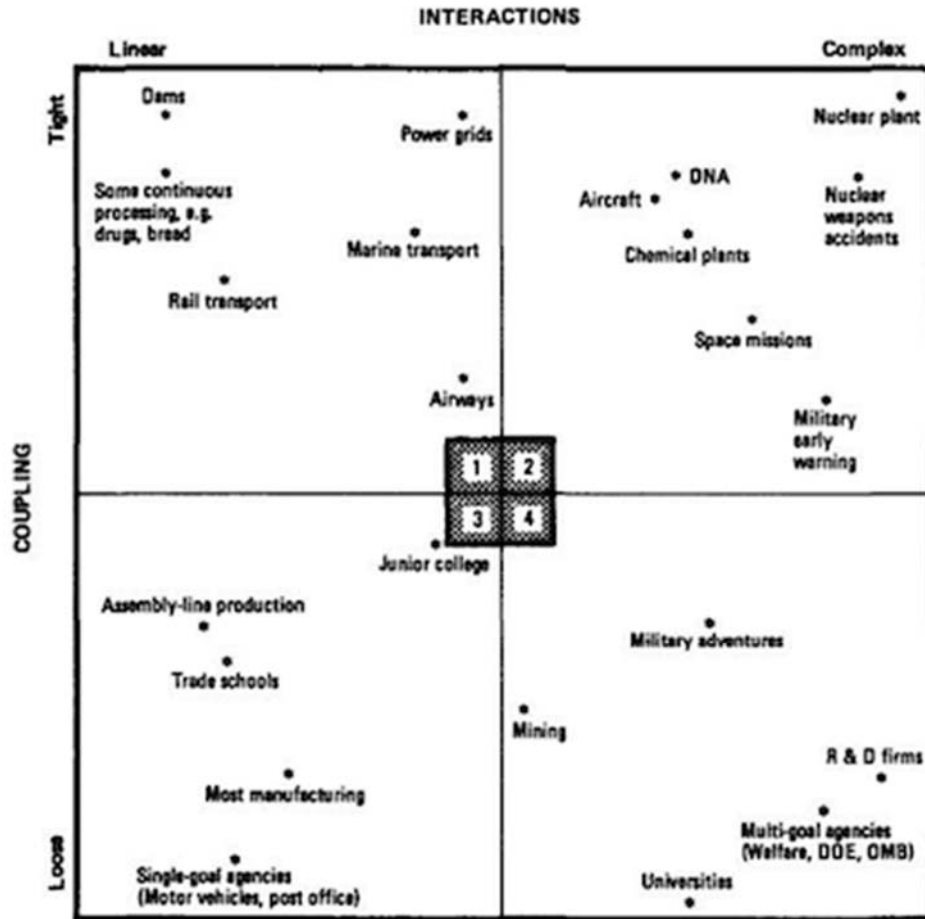 INTERACTIONS
Linear
Complex
Tight
COUPLING
Loose
Dams
Power grids
Some continuous
processing, e.g.
drugs, bread
Marine transport
Rail transport
Airways
Nuclear plant
DNA
Aircraft
Nuclear
weapons
accidents
Chemical plants
Space missions
Military
early
warning
1
2
3
4
Junior college
Assembly-line production
Trade schools
Most manufacturing
Single-goal agencies
(Motor vehicles, post office)
Military adventures
Mining
R & D firms
Multi-goal agencies
(Welfare, DOE, OMB)
Universities